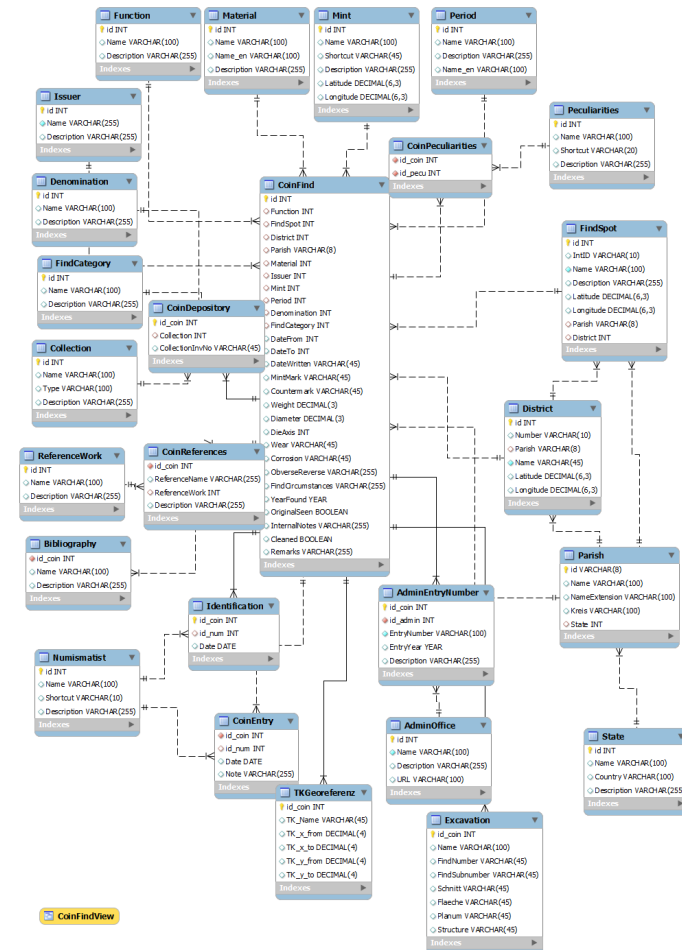 Function
id INT
Name VARCHAR(100)
Description VARCHAR(255)
Indexes
Material
id INT
Name VARCHAR(100)
Name_en VARCHAR(100)
Description VARCHAR(255)
Indexes
Mint
id INT
Name VARCHAR(100)
Shortcut VARCHAR(45)
Description VARCHAR(255)
Latitude DECIMAL(6,3)
Longitude DECIMAL(6,3)
Indexes
Period
id INT
Name VARCHAR(100)
Description VARCHAR(255)
Name_en VARCHAR(100)
Indexes
Issuer
id INT
Name VARCHAR(255)
Description VARCHAR(255)
Indexes
Peculiarities
id INT
Name VARCHAR(100)
Shortcut VARCHAR(20)
Description VARCHAR(255)
Indexes
CoinPeculiarities
id_coin INT
id_pecu INT
Indexes
Denomination
id INT
Name VARCHAR(100)
Description VARCHAR(255)
Indexes
CoinFind
id INT
Function INT
FindSpot INT
District INT
Parish VARCHAR(8)
Material INT
Issuer INT
Mint INT
Period INT
Denomination INT
FindCategory INT
DateFrom INT
DateTo INT
DateWritten VARCHAR(45)
MintMark VARCHAR(45)
Countermark VARCHAR(45)
Weight DECIMAL(3)
Diameter DECIMAL(3)
DieAxis INT
Wear VARCHAR(45)
Corrosion VARCHAR(45)
ObverseReverse VARCHAR(255)
FindCircumstances VARCHAR(255)
YearFound YEAR
OriginalSeen BOOLEAN
InternalNotes VARCHAR(255)
Cleaned BOOLEAN
Remarks VARCHAR(255)
Indexes
FindSpot
id INT
IntID VARCHAR(10)
Name VARCHAR(100)
Description VARCHAR(255)
Latitude DECIMAL(6,3)
Longitude DECIMAL(6,3)
Parish VARCHAR(8)
District INT
Indexes
FindCategory
id INT
Name VARCHAR(100)
Description VARCHAR(255)
Indexes
CoinDepository
id_coin INT
Collection INT
CollectionInvNo VARCHAR(45)
Indexes
Collection
id INT
Name VARCHAR(100)
Type VARCHAR(100)
Description VARCHAR(255)
Indexes
District
id INT
Number VARCHAR(10)
Parish VARCHAR(8)
Name VARCHAR(45)
Latitude DECIMAL(6,3)
Longitude DECIMAL(6,3)
Indexes
ReferenceWork
id INT
Name VARCHAR(100)
Description VARCHAR(255)
Indexes
CoinReferences
id_coin INT
ReferenceName VARCHAR(255)
ReferenceWork INT
Description VARCHAR(255)
Indexes
Bibliography
id_coin INT
Name VARCHAR(100)
Description VARCHAR(255)
Indexes
Parish
id VARCHAR(8)
Name VARCHAR(100)
NameExtension VARCHAR(100)
Kreis VARCHAR(100)
State INT
Indexes
Identification
id_coin INT
id_num INT
Date DATE
Indexes
AdminEntryNumber
id_coin INT
id_admin INT
EntryNumber VARCHAR(100)
EntryYear YEAR
Description VARCHAR(255)
Indexes
Numismatist
id INT
Name VARCHAR(100)
Shortcut VARCHAR(10)
Description VARCHAR(255)
Indexes
CoinEntry
id_coin INT
id_num INT
Date DATE
Note VARCHAR(255)
Indexes
AdminOffice
id INT
Name VARCHAR(100)
Description VARCHAR(255)
URL VARCHAR(100)
Indexes
State
id INT
Name VARCHAR(100)
Country VARCHAR(100)
Description VARCHAR(255)
Indexes
TKGeoreferenz
id_coin INT
TK_Name VARCHAR(45)
TK_x_from DECIMAL(4)
TK_x_to DECIMAL(4)
TK_y_from DECIMAL(4)
TK_y_to DECIMAL(4)
Indexes
Excavation
id_coin INT
Name VARCHAR(100)
FindNumber VARCHAR(45)
FindSubnumber VARCHAR(45)
Schnitt VARCHAR(45)
Flaeche VARCHAR(45)
Planum VARCHAR(45)
Structure VARCHAR(45)
Indexes
CoinFindView